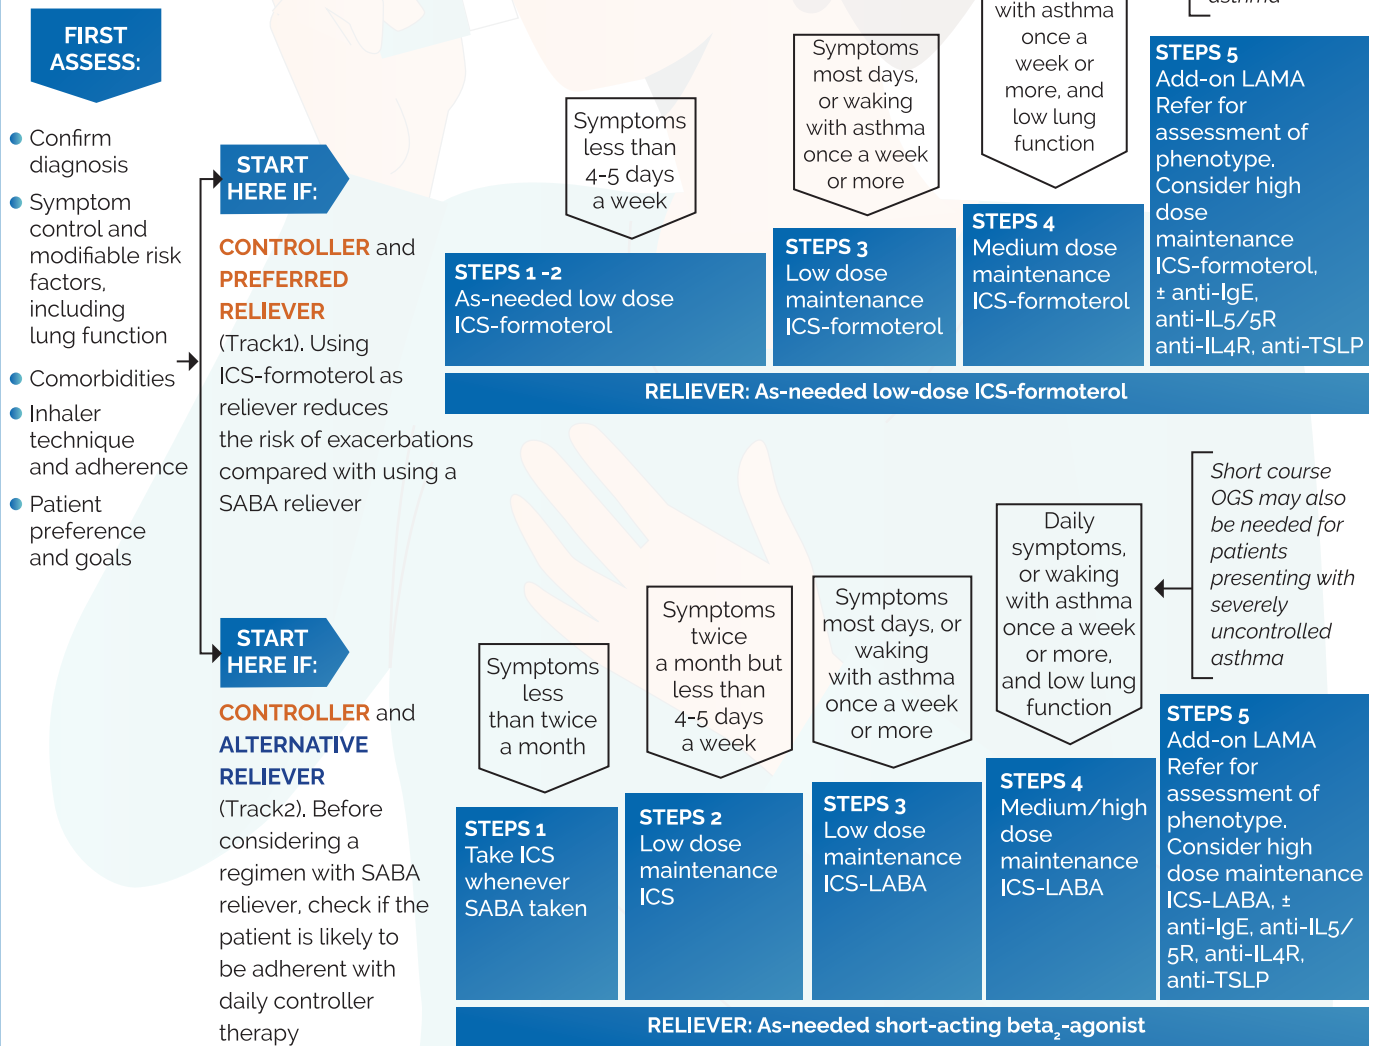 FIRST
ASSESS:
Confirm
diagnosis
Symptom
control and
modifiable risk
factors,
including
lung function
Comorbidities
Inhaler
technique
and adherence
Patient
preference
and goals
START
HERE IF:
CONTROLLER and
PREFERRED
RELIEVER
(Track1). Using
ICS-formoterol as
reliever reduces
the risk of exacerbations
compared with using a
SABA reliever
Symptoms
less than
4-5 days
a week
STEPS 1 -2
As-needed low dose
ICS-formoterol
Symptoms
most days,
or waking
with asthma
once a week
or more
STEPS 3
Low dose
maintenance
ICS-formoterol
with asthma
once a
week or
more, and
low lung
function
STEPS 4
Medium dose
maintenance
ICS-formoterol
asthma
STEPS 5
Add-on LAMA
Refer for
assessment of
phenotype.
Consider high
dose
maintenance
ICS-formoterol,
± anti-IgE,
anti-IL5/5R
anti-IL4R, anti-TSLP
RELIEVER: As-needed low-dose ICS-formoterol
START
HERE IF:
CONTROLLER and
ALTERNATIVE
RELIEVER
(Track2). Before
considering a
regimen with SABA
reliever, check if the
patient is likely to
be adherent with
daily controller
therapy
Symptoms
less
than twice
a month
STEPS 1
Take ICS
whenever
SABA taken
Symptoms
twice
a month but
less than
4-5 days
a week
STEPS 2
Low dose
maintenance
ICS
Symptoms
most days, or
waking
with asthma
once a week
or more
STEPS 3
Low dose
maintenance
ICS-LABA
Daily
symptoms,
or waking
with asthma
once a week
or more,
and low lung
function
STEPS 4
Medium/high
dose
maintenance
ICS-LABA
Short course
OGS may also
be needed for
patients
presenting with
severely
uncontrolled
asthma
STEPS 5
Add-on LAMA
Refer for
assessment of
phenotype.
Consider high
dose maintenance
ICS-LABA, ±
anti-IgE, anti-IL5/
5R, anti-IL4R,
anti-TSLP
RELIEVER: As-needed short-acting beta₂-agonist